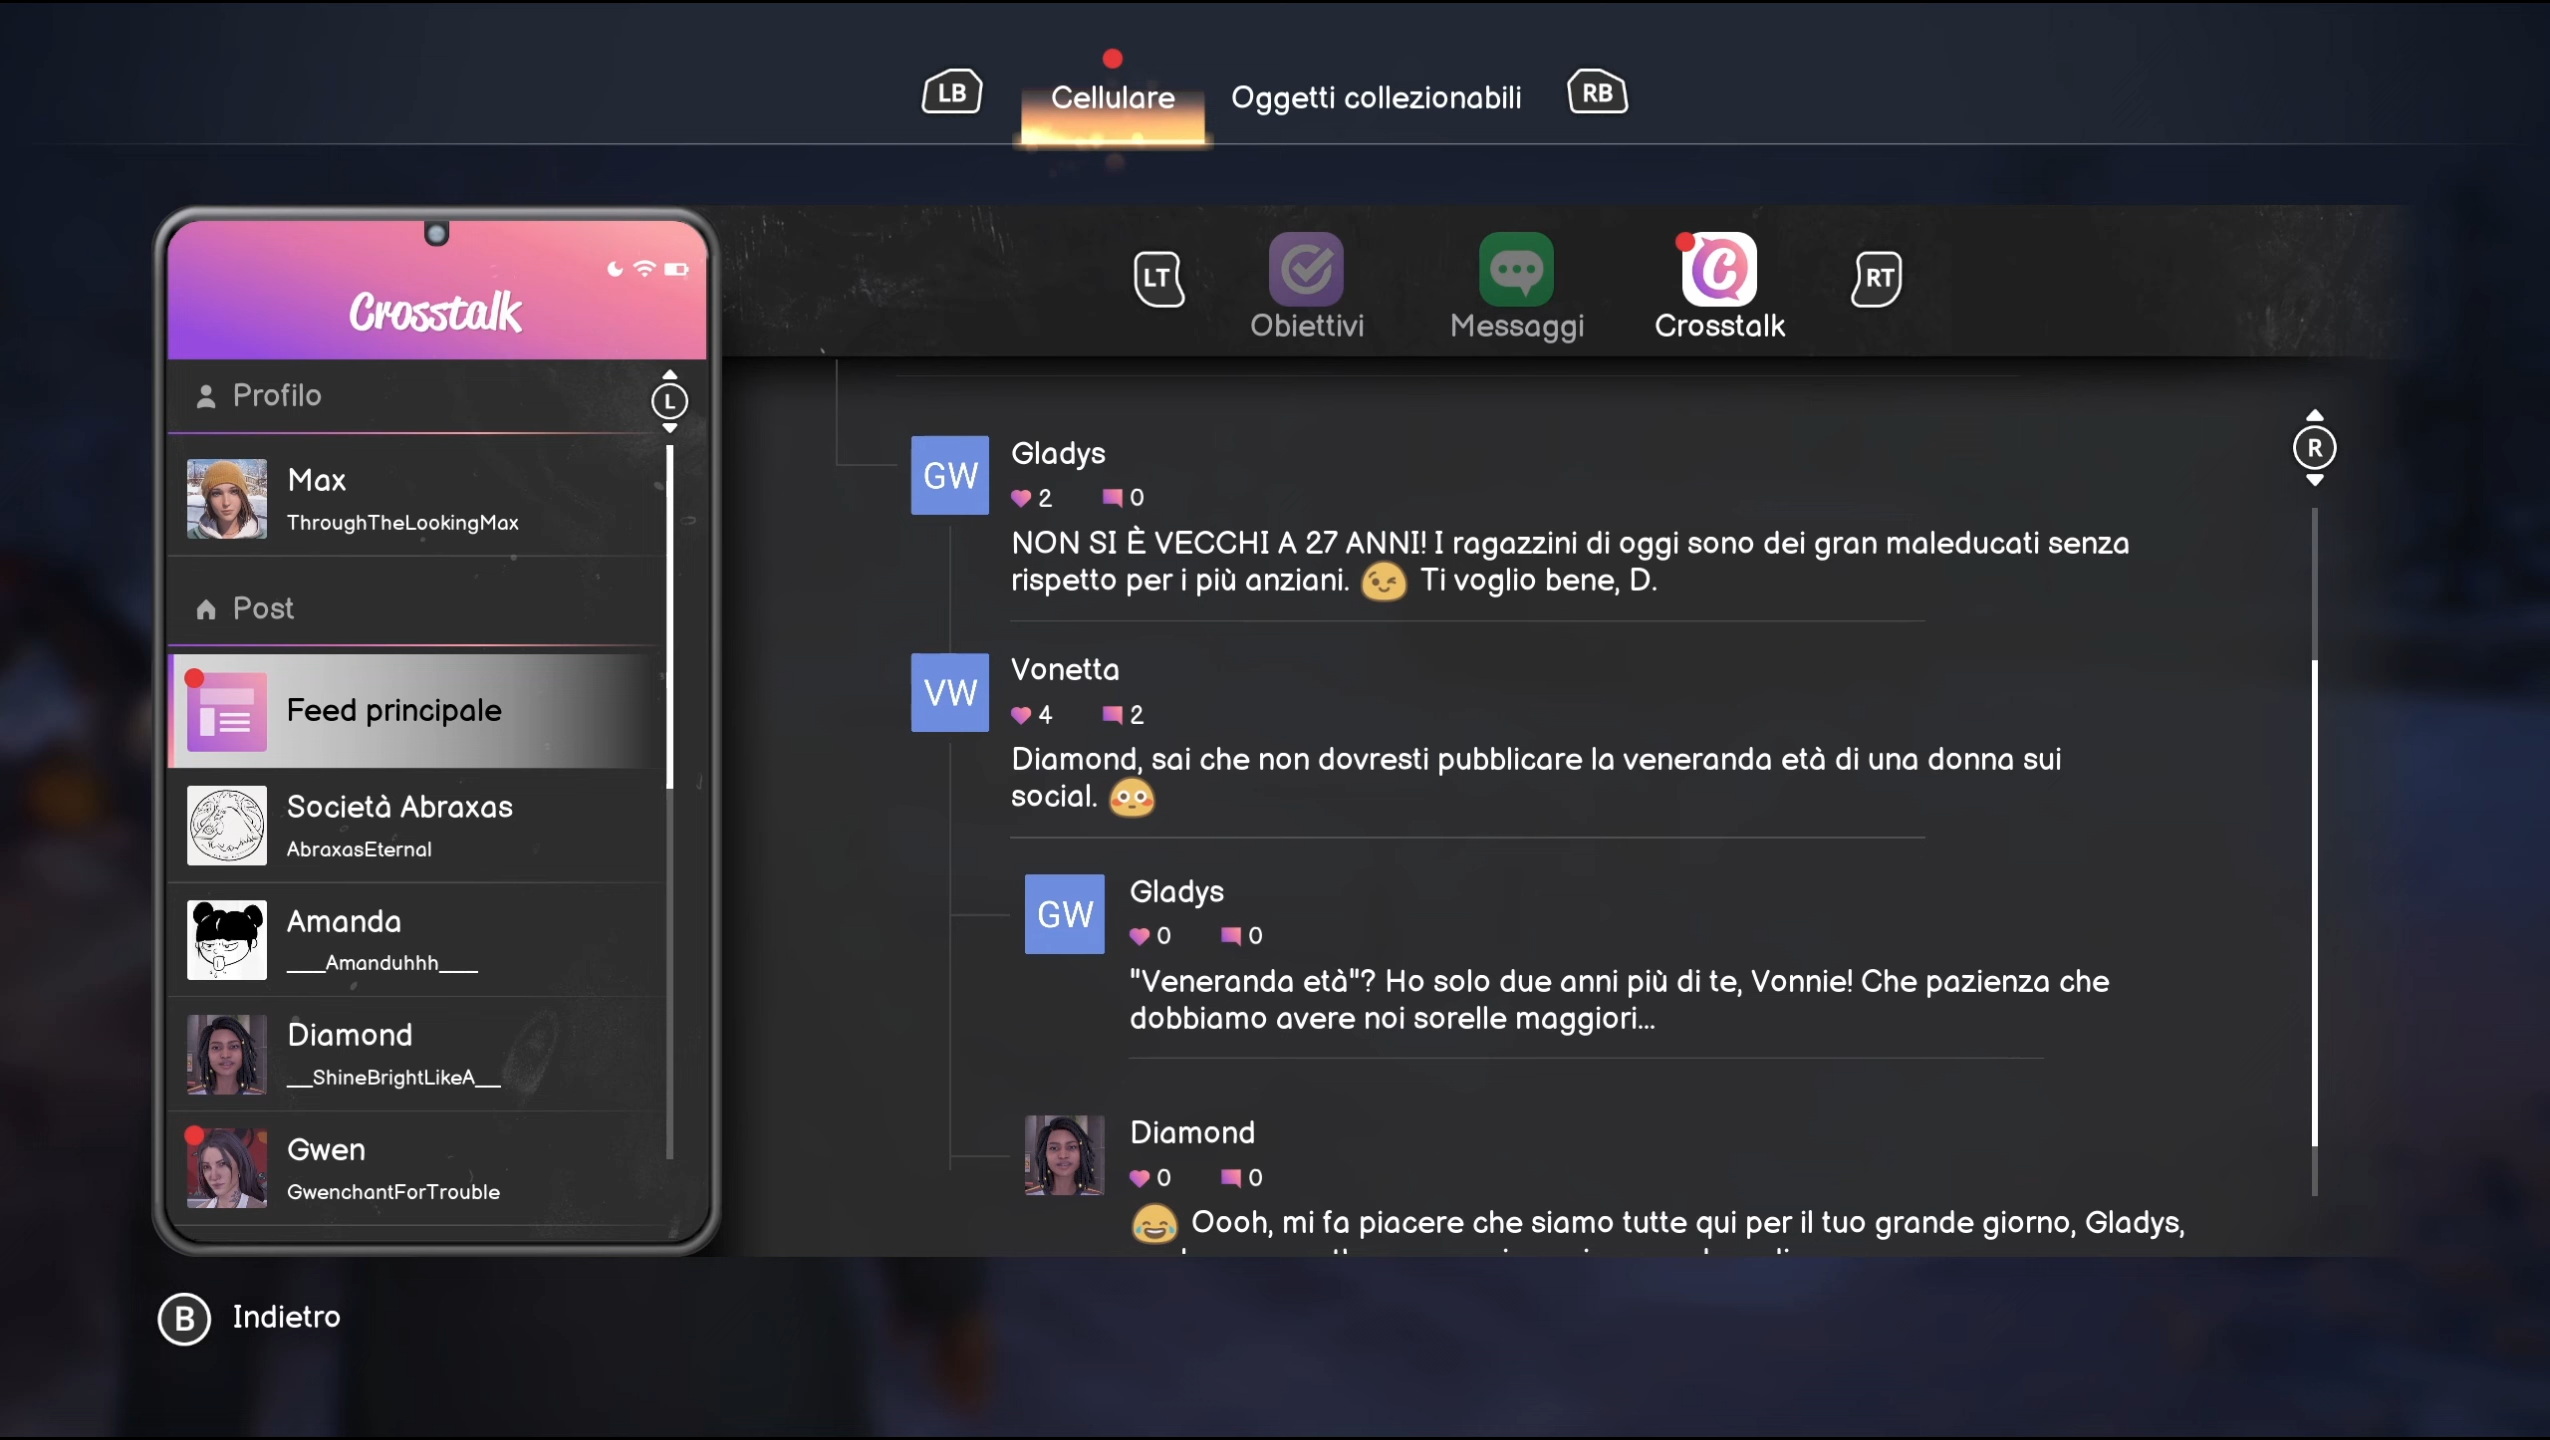 LB
Cellulare
Oggetti collezionabili
RB
Crosstalk
Profilo
L
Max
ThroughTheLookingMax
Post
Feed principale
Società Abraxas
AbraxasEternal
Amanda
___Amanduhhh___
Diamond
__ShineBrightLikeA__
Gwen
GwenchantForTrouble
LT
Obiettivi
Messaggi
C
Crosstalk
RT
R
GW
Gladys
2 0
NON SI È VECCHI A 27 ANNI! I ragazzini di oggi sono dei gran maleducati senza
rispetto per i più anziani. 😉 Ti voglio bene, D.
VW
Vonetta
4 2
Diamond, sai che non dovresti pubblicare la veneranda età di una donna sui
social. 😳
GW
Gladys
0 0
"Veneranda età"? Ho solo due anni più di te, Vonnie! Che pazienza che
dobbiamo avere noi sorelle maggiori...
Diamond
0 0
😂 Oooh, mi fa piacere che siamo tutte qui per il tuo grande giorno, Gladys,
B
Indietro